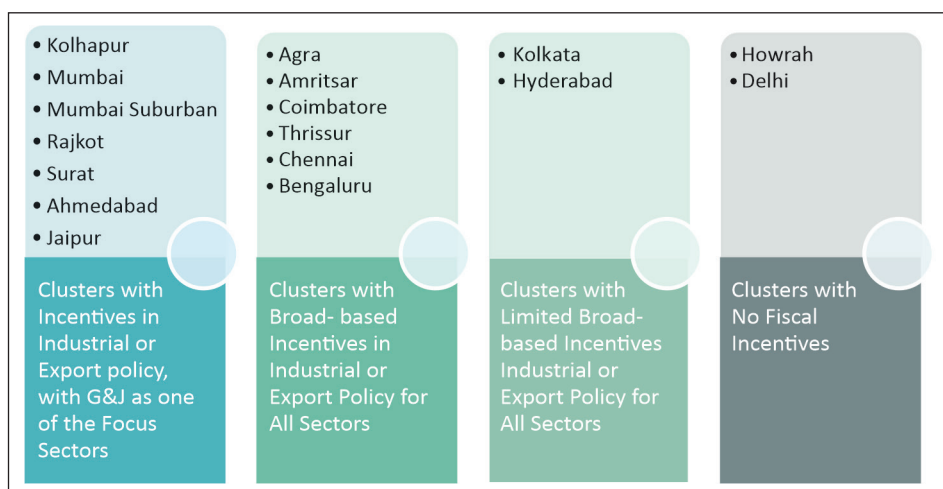 • Kolhapur
• Mumbai
• Mumbai Suburban
• Rajkot
• Surat
• Ahmedabad
• Jaipur
Clusters with
Incentives in
Industrial or
Export policy,
with G&J as one
of the Focus
Sectors
• Agra
• Amritsar
• Coimbatore
• Thrissur
• Chennai
• Bengaluru
Clusters with
Broad- based
Incentives in
Industrial or
Export Policy for
All Sectors
• Kolkata
• Hyderabad
Clusters with
Limited Broad-
based Incentives
Industrial or
Export Policy for
All Sectors
• Howrah
• Delhi
Clusters with
No Fiscal
Incentives